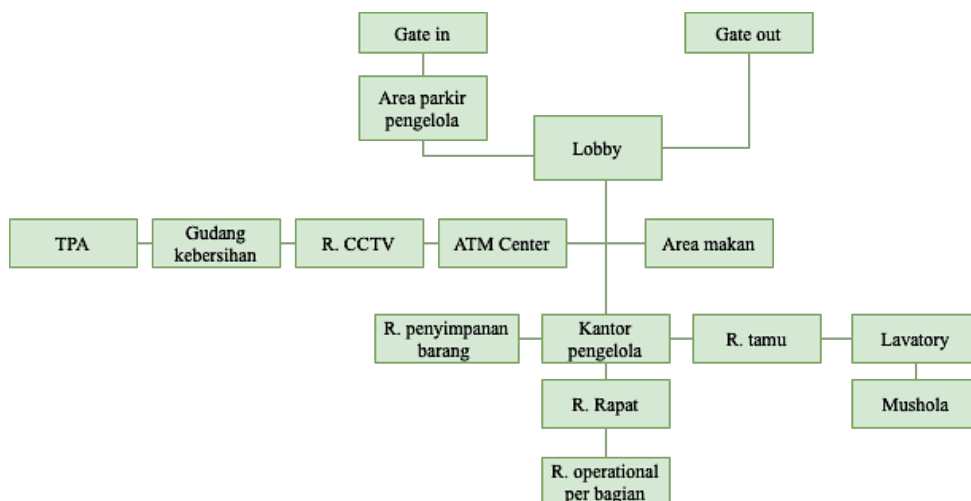 Gate in
Gate out
Area parkir
pengelola
Lobby
TPA
Gudang
kebersihan
R. CCTV
ATM Center
Area makan
R. penyimpanan
barang
Kantor
pengelola
R. tamu
Lavatory
R. Rapat
Mushola
R. operational
per bagian